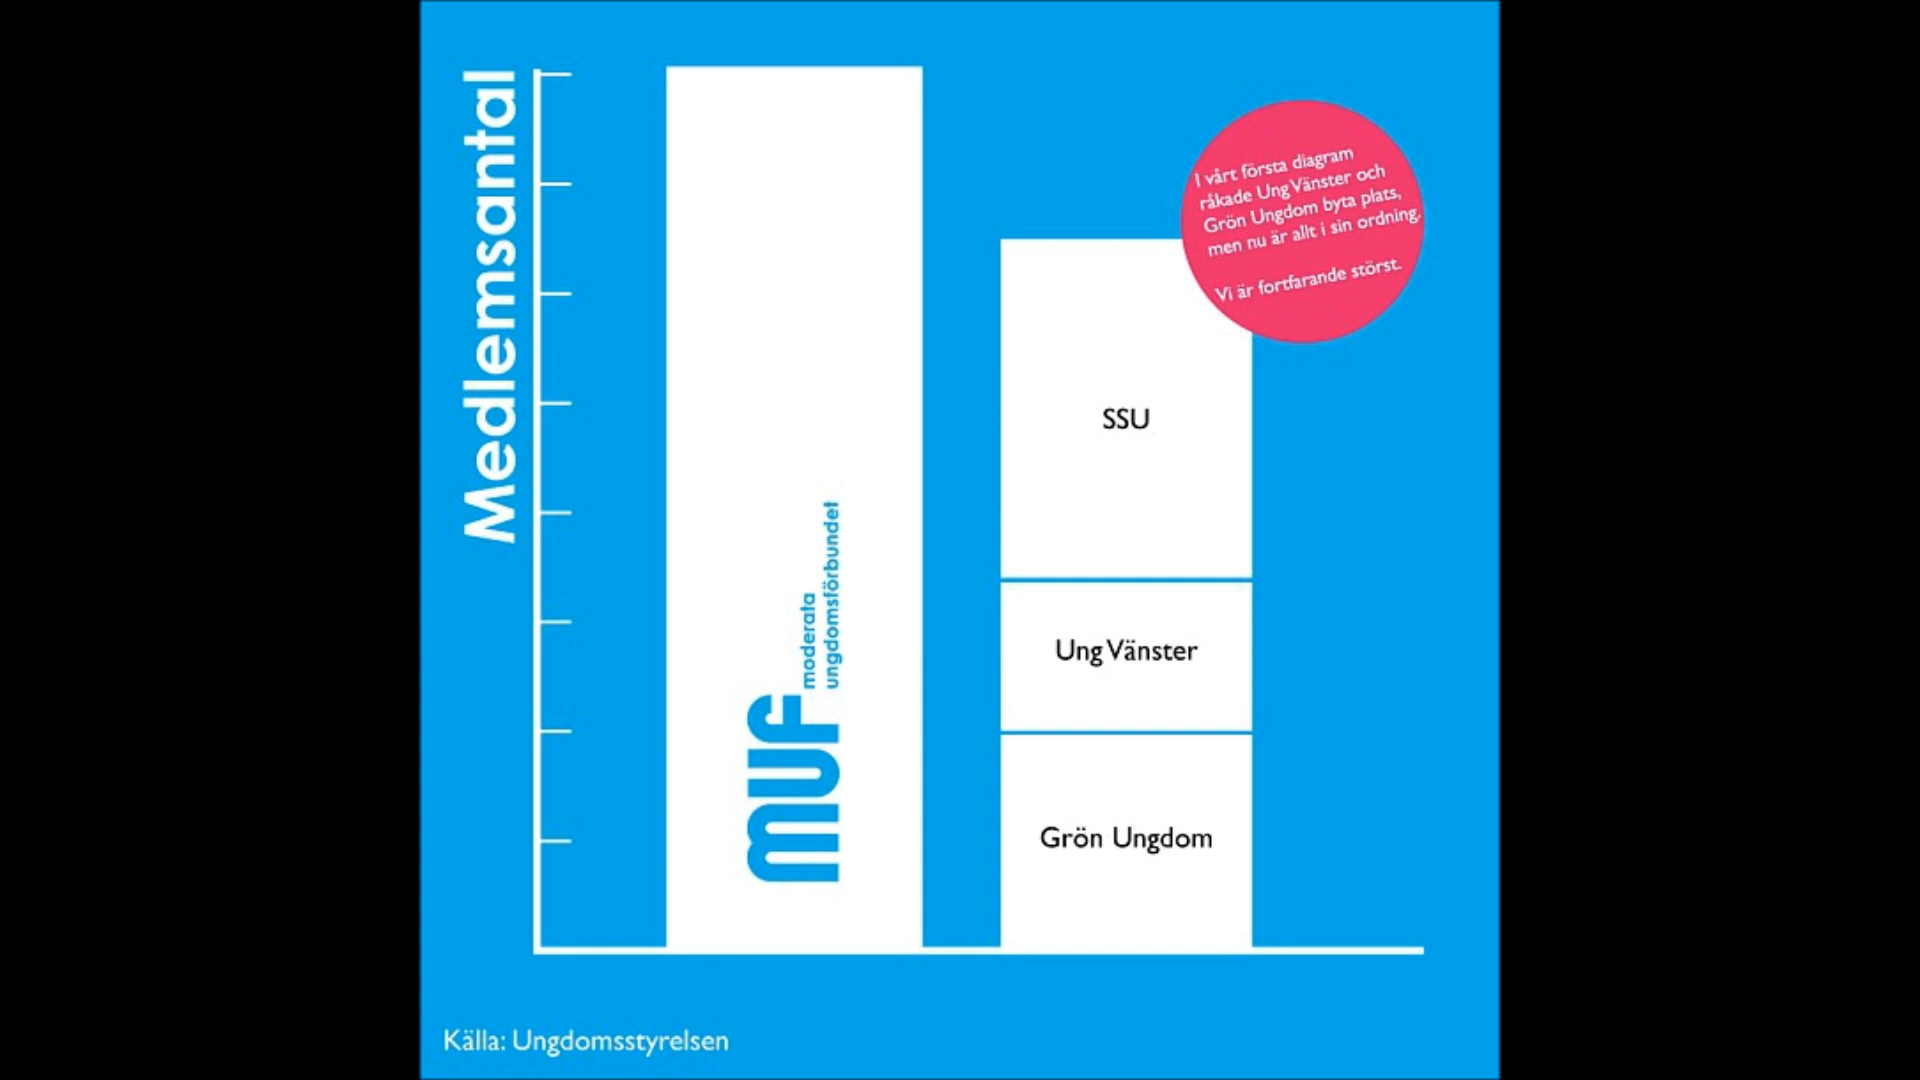 Medlemsantal
I vårt första diagram
råkade Ung Vänster och
Grön Ungdom byta plats,
men nu är allt i sin ordning.
Vi är fortfarande störst.
SSU
muf
moderata
ungdomsförbundet
Ung Vänster
Grön Ungdom
Källa: Ungdomsstyrelsen